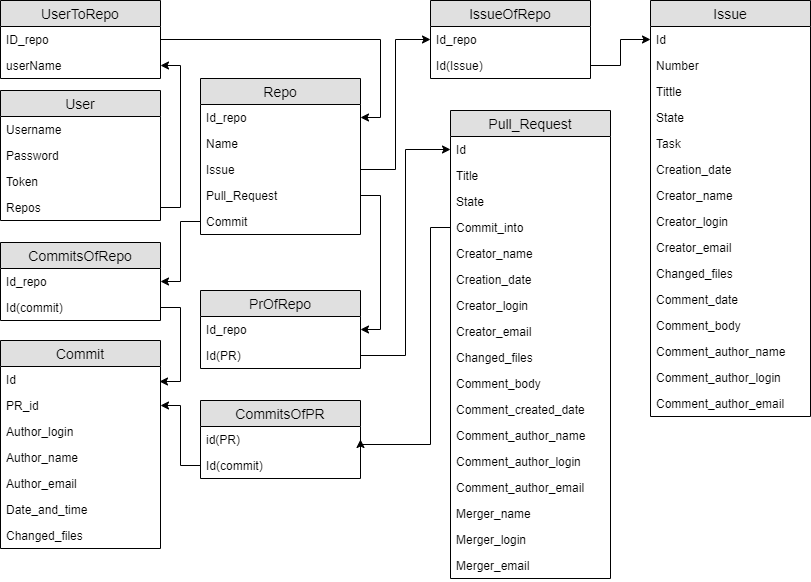 UserToRepo
ID_repo
userName
User
Username
Password
Token
Repos
CommitsOfRepo
Id_repo
Id(commit)
Commit
Id
PR_id
Author_login
Author_name
Author_email
Date_and_time
Changed_files
Repo
Id_repo
Name
Issue
Pull_Request
Commit
PrOfRepo
Id_repo
Id(PR)
CommitsOfPR
id(PR)
Id(commit)
IssueOfRepo
Id_repo
Id(Issue)
Pull_Request
Id
Title
State
Commit_into
Creator_name
Creation_date
Creator_login
Creator_email
Changed_files
Comment_body
Comment_created_date
Comment_author_name
Comment_author_login
Comment_author_email
Merger_name
Merger_login
Merger_email
Issue
Id
Number
Tittle
State
Task
Creation_date
Creator_name
Creator_login
Creator_email
Changed_files
Comment_date
Comment_body
Comment_author_name
Comment_author_login
Comment_author_email